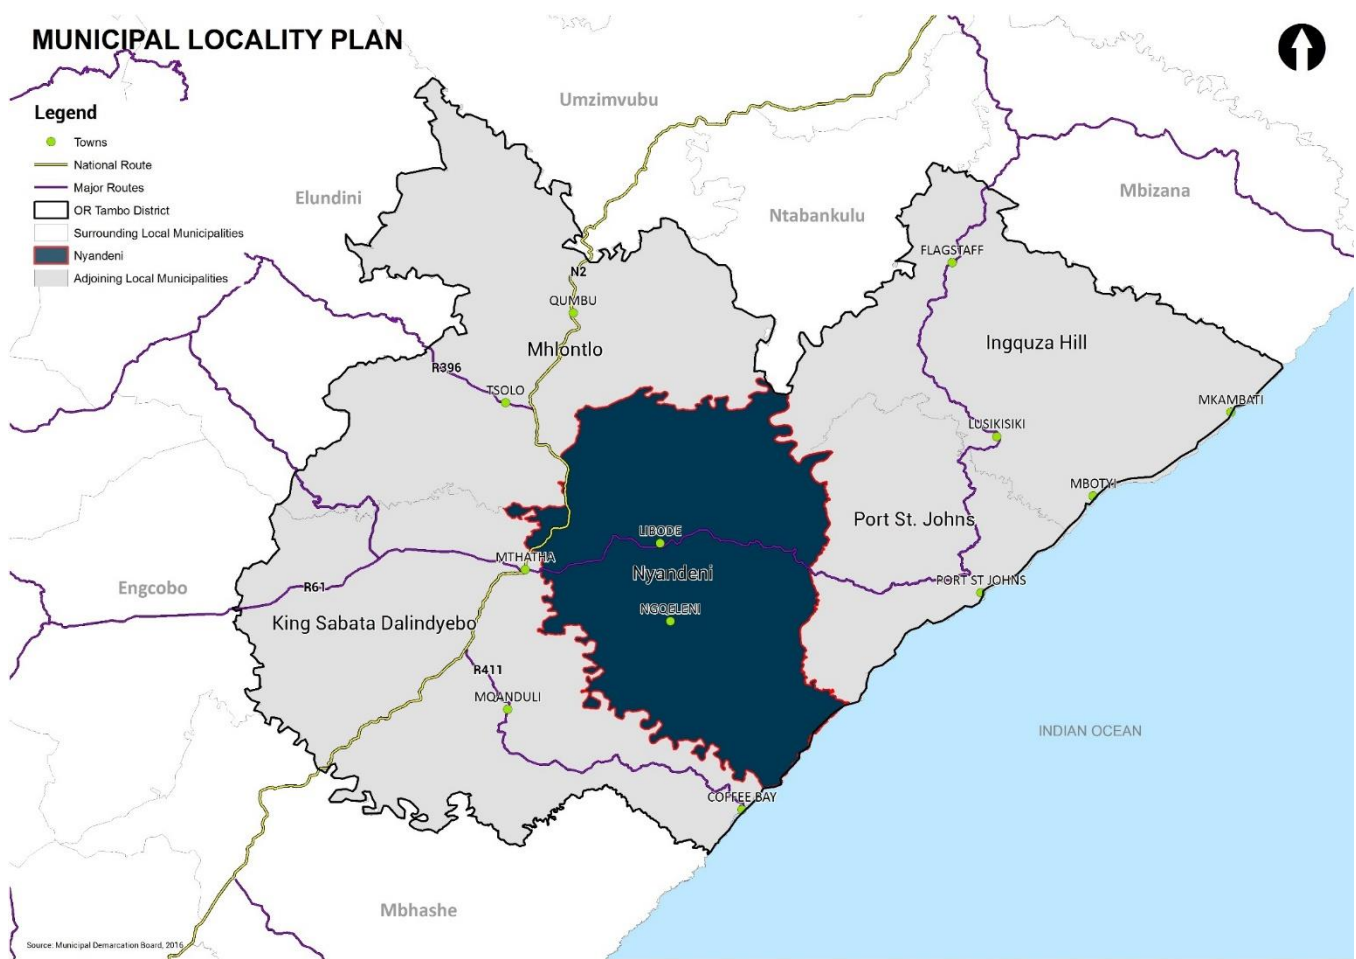 MUNICIPAL LOCALITY PLAN
Legend
Towns
National Route
Major Routes
OR Tambo District
Surrounding Local Municipalities
Nyandeni
Adjoining Local Municipalities
Umzimvubu
Elundini
Ntabankulu
Mbizana
FLAGSTAFF
N2
QUMBU
Mhlontlo
Ingquza Hill
R396
TSOLO
MKAMBATI
LUSIKISIKI
MBOTYI
Port St. Johns
LIBODE
MTHATHA
Nyandeni
PORT ST JOHNS
Engcobo
R61
NGQELENI
King Sabata Dalindyebo
R411
MQANDULI
INDIAN OCEAN
COFFEE BAY
Mbhashe
Source: Municipal Demarcation Board, 2016